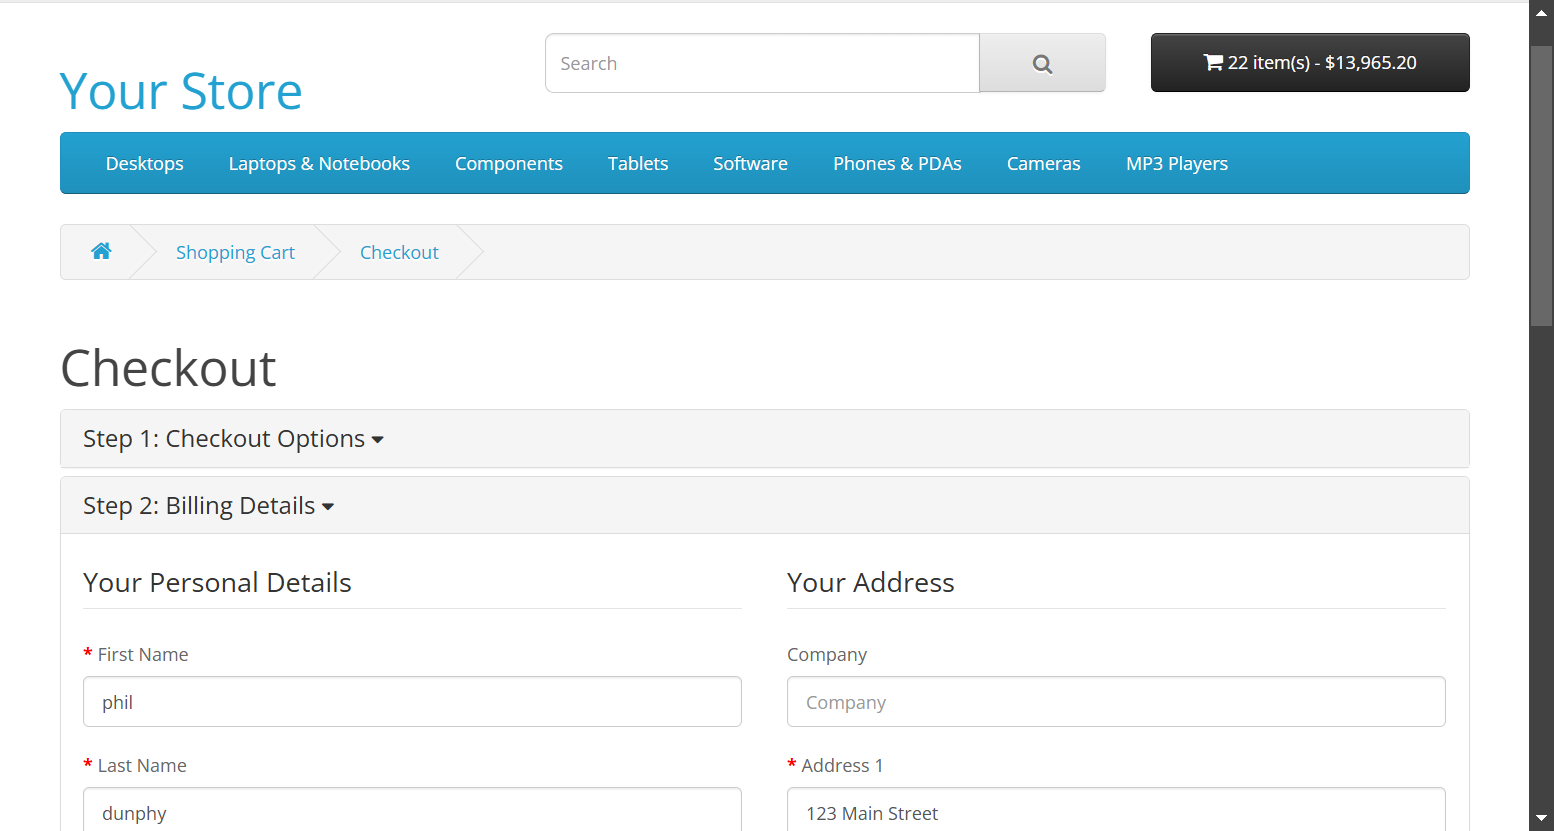 Search
22 item(s) - $13,965.20
Your Store
Desktops Laptops & Notebooks Components Tablets Software Phones & PDAs Cameras MP3 Players
Shopping Cart Checkout
Checkout
Step 1: Checkout Options
Step 2: Billing Details
Your Personal Details
* First Name
phil
* Last Name
dunphy
Your Address
Company
Company
* Address 1
123 Main Street